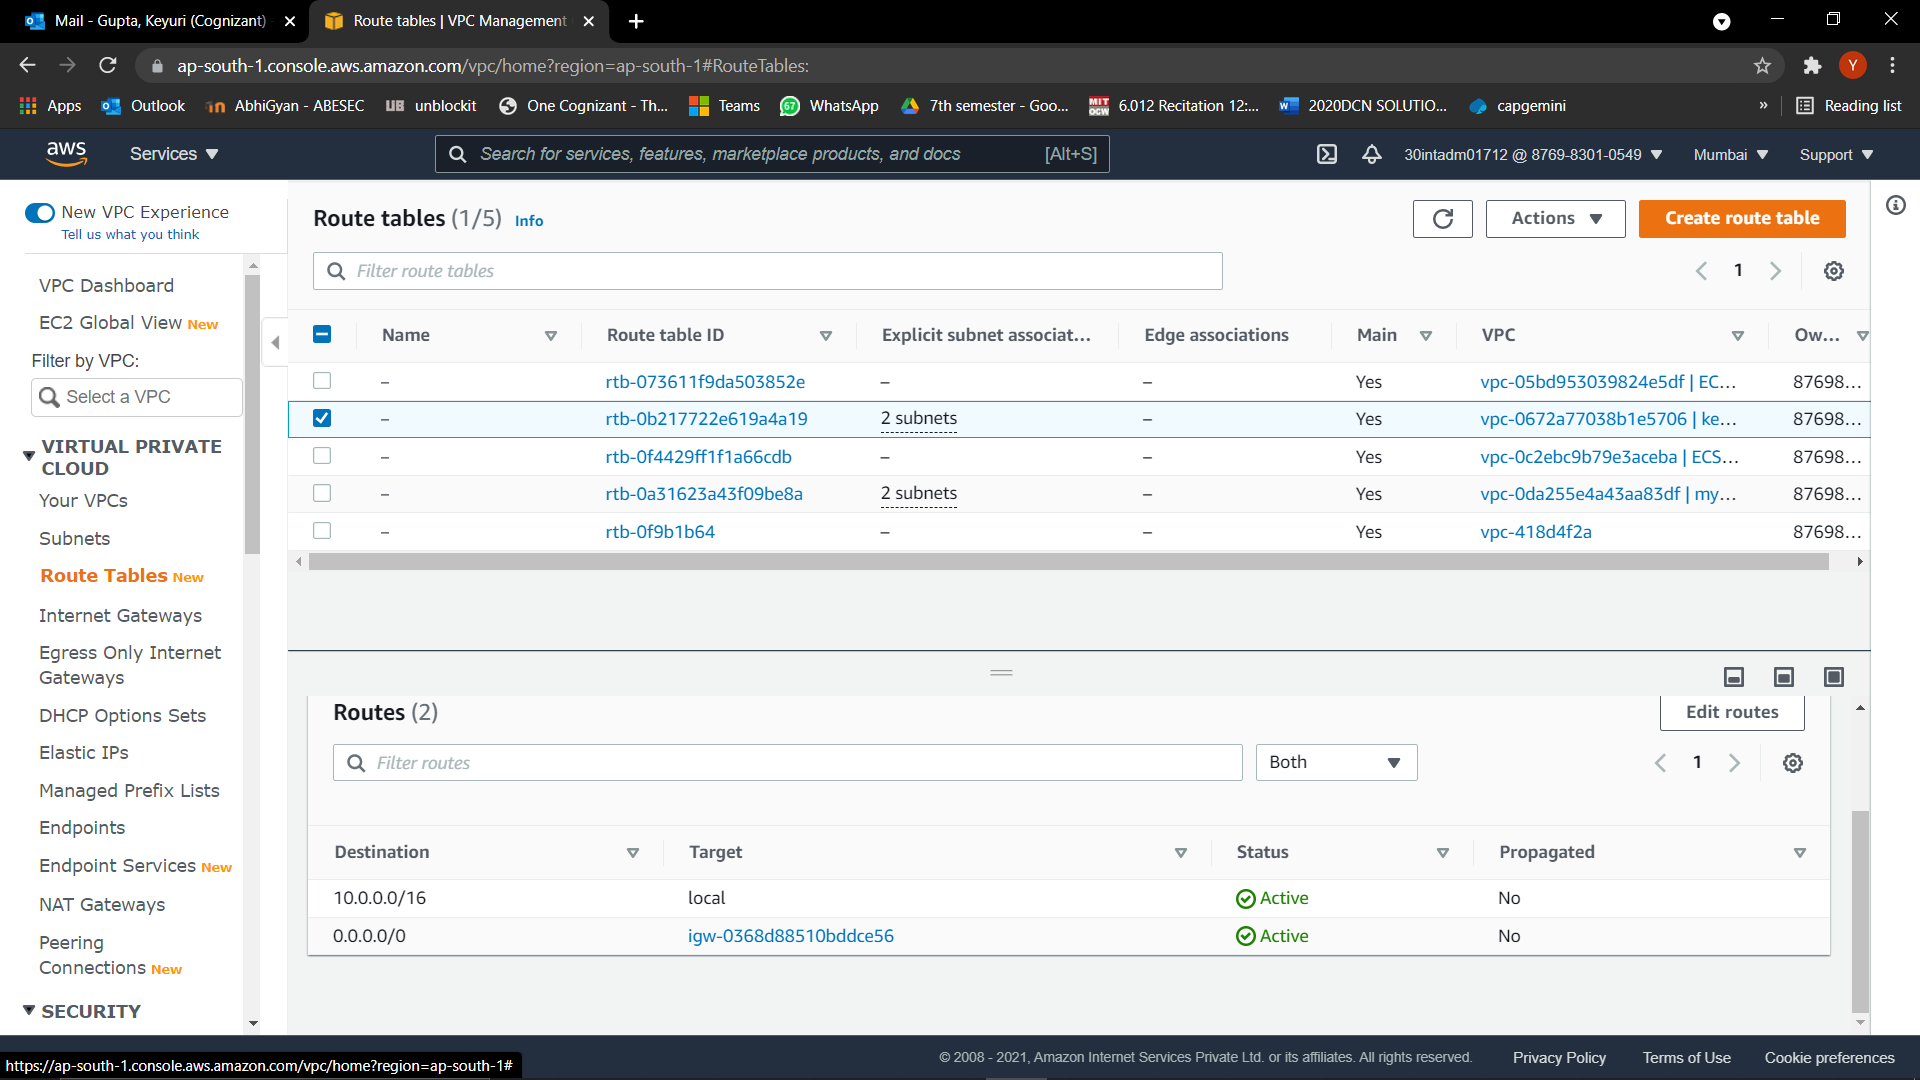 Mail - Gupta, Keyuri (Cognizant)
Route tables | VPC Management
ap-south-1.console.aws.amazon.com/vpc/home?region=ap-south-1#RouteTables:
Y
Apps Outlook AbhiGyan - ABESEC UB unblockit One Cognizant - Th... Teams 67 WhatsApp 7th semester - Goo... MIT OCW 6.012 Recitation 12:... 2020DCN SOLUTIO... capgemini » Reading list
aws Services Search for services, features, marketplace products, and docs [Alt+S] 30intadm01712 @ 8769-8301-0549 Mumbai Support
New VPC Experience
Tell us what you think
VPC Dashboard
EC2 Global View New
Filter by VPC:
Select a VPC
VIRTUAL PRIVATE
CLOUD
Your VPCs
Subnets
Route Tables New
Internet Gateways
Egress Only Internet
Gateways
DHCP Options Sets
Elastic IPs
Managed Prefix Lists
Endpoints
Endpoint Services New
NAT Gateways
Peering
Connections New
SECURITY
Route tables (1/5) Info
Actions
Create route table
Filter route tables
1
Name Route table ID Explicit subnet associat... Edge associations Main VPC Ow...
– rtb-073611f9da503852e – – Yes vpc-05bd953039824e5df | EC... 87698...
– rtb-0b217722e619a4a19 2 subnets – Yes vpc-0672a77038b1e5706 | ke... 87698...
– rtb-0f4429ff1f1a66cdb – – Yes vpc-0c2ebc9b79e3aceba | ECS... 87698...
– rtb-0a31623a43f09be8a 2 subnets – Yes vpc-0da255e4a43aa83df | my... 87698...
– rtb-0f9b1b64 – – Yes vpc-418d4f2a 87698...
Routes (2)
Edit routes
Filter routes
Both
1
Destination Target Status Propagated
10.0.0.0/16 local Active No
0.0.0.0/0 igw-0368d88510bddce56 Active No
https://ap-south-1.console.aws.amazon.com/vpc/home?region=ap-south-1#
© 2008 - 2021, Amazon Internet Services Private Ltd. or its affiliates. All rights reserved. Privacy Policy Terms of Use Cookie preferences